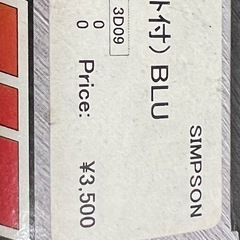 SIMPSON
ト付) BLU
3D09
0
0 Price: ¥3,500